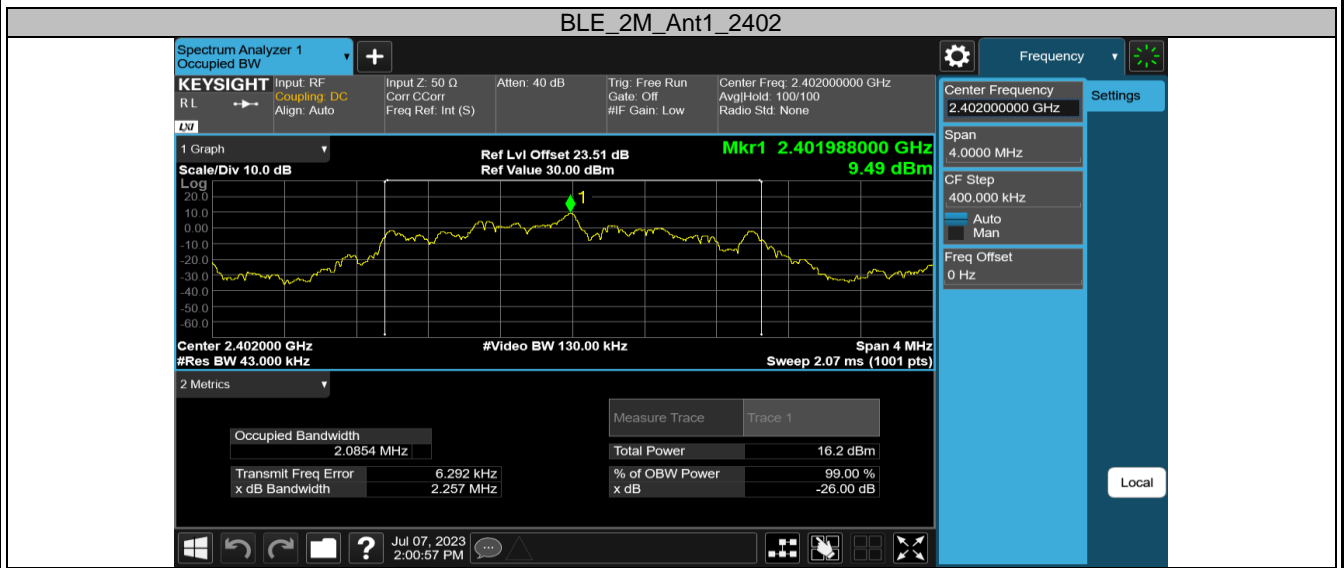 BLE_2M_Ant1_2402
Spectrum Analyzer 1
Occupied BW
+
Frequency
KEYSIGHT
R L
LXI
Input: RF
Coupling: DC
Align: Auto
Input Z: 50 Ω
Corr CCorr
Freq Ref: Int (S)
Atten: 40 dB
Trig: Free Run
Gate: Off
#IF Gain: Low
Center Freq: 2.402000000 GHz
Avg|Hold: 100/100
Radio Std: None
Center Frequency
2.402000000 GHz
Settings
Span
4.0000 MHz
CF Step
400.000 kHz
Auto
Man
Freq Offset
0 Hz
1 Graph
Scale/Div 10.0 dB
Ref Lvl Offset 23.51 dB
Ref Value 30.00 dBm
Mkr1 2.401988000 GHz
9.49 dBm
Log
20.0
10.0
0.00
-10.0
-20.0
-30.0
-40.0
-50.0
-60.0
1
Center 2.402000 GHz
#Res BW 43.000 kHz
#Video BW 130.00 kHz
Span 4 MHz
Sweep 2.07 ms (1001 pts)
2 Metrics
Measure Trace Trace 1
Occupied Bandwidth
2.0854 MHz
Total Power 16.2 dBm
Transmit Freq Error 6.292 kHz
% of OBW Power 99.00 %
x dB Bandwidth 2.257 MHz
x dB -26.00 dB
Local
?
Jul 07, 2023
2:00:57 PM